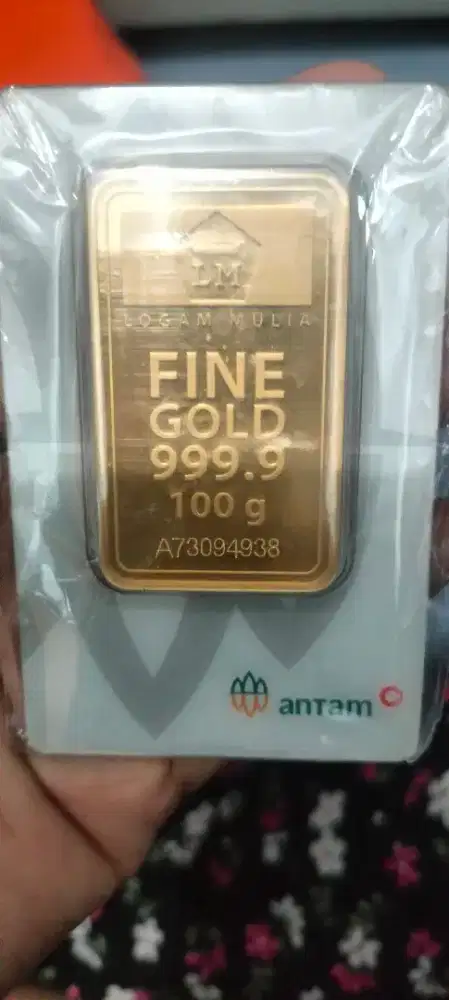 LM
LOGAM MULIA
FINE
GOLD
999.9
100 g
A73094938
antam